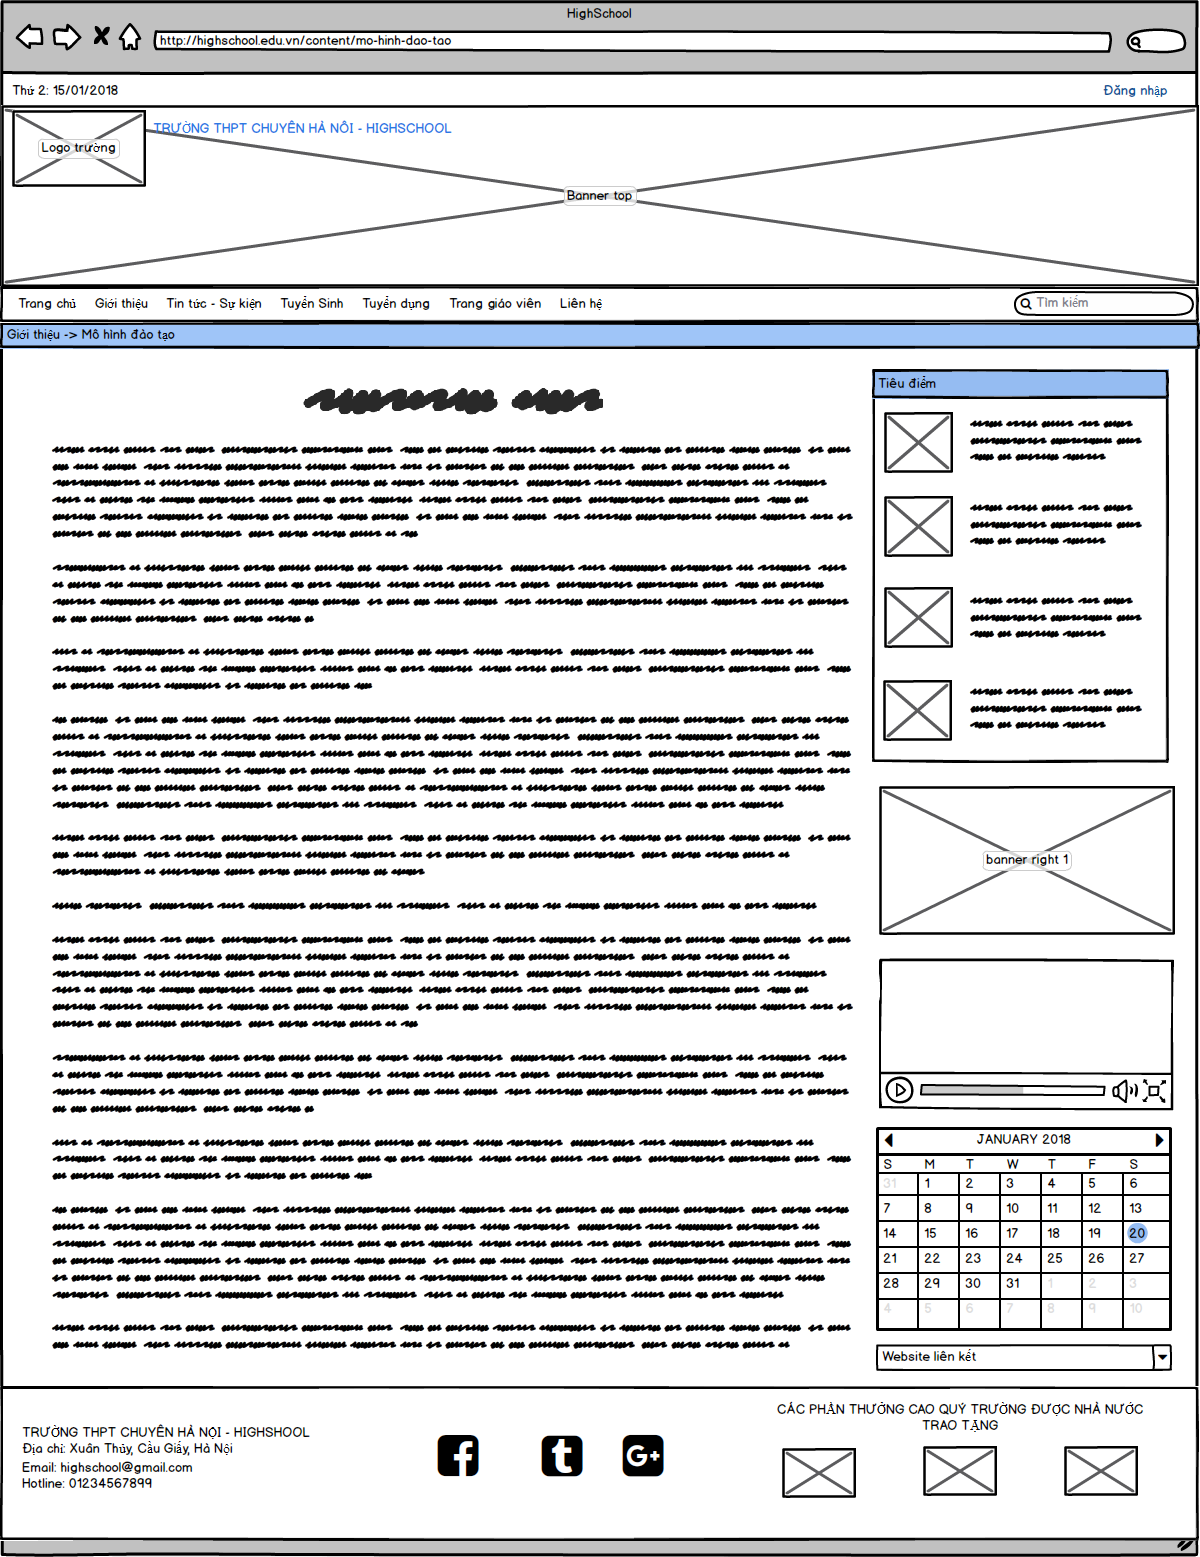 HighSchool
http://highschool.edu.vn/content/mo-hinh-dao-tao
Thứ 2: 15/01/2018
Đăng nhập
TRƯỜNG THPT CHUYÊN HÀ NÔI - HIGHSCHOOL
Logo trường
Banner top
Trang chủ Giới thiệu Tin tức - Sự kiện Tuyển Sinh Tuyển dụng Trang giáo viên Liên hệ
Tìm kiếm
Giới thiệu -> Mô hình đào tạo
Tiêu điểm
banner right 1
JANUARY 2018
S M T W T F S
31 1 2 3 4 5 6
7 8 9 10 11 12 13
14 15 16 17 18 19 20
21 22 23 24 25 26 27
28 29 30 31 1 2 3
4 5 6 7 8 9 10
Website liên kết
TRƯỜNG THPT CHUYÊN HÀ NỘI - HIGHSHOOL
Địa chỉ: Xuân Thủy, Cầu Giấy, Hà Nội
Email: highschool@gmail.com
Hotline: 01234567899
f
t
G+
CÁC PHẦN THƯỞNG CAO QUÝ TRƯỜNG ĐƯỢC NHÀ NƯỚC
TRAO TẶNG